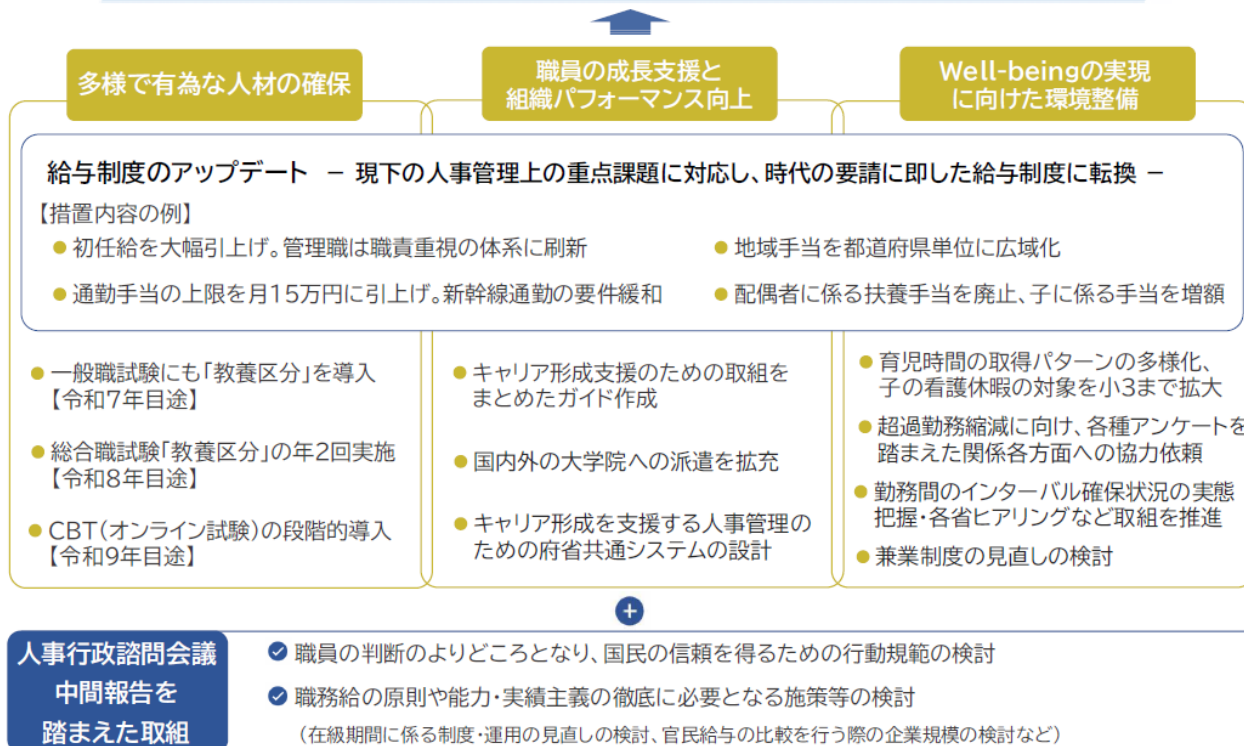 多様で有為な人材の確保
職員の成長支援と
組織パフォーマンス向上
Well-beingの実現
に向けた環境整備
給与制度のアップデート － 現下の人事管理上の重点課題に対応し、時代の要請に即した給与制度に転換 －
【措置内容の例】
● 初任給を大幅引上げ。管理職は職責重視の体系に刷新
● 地域手当を都道府県単位に広域化
● 通勤手当の上限を月15万円に引上げ。新幹線通勤の要件緩和
● 配偶者に係る扶養手当を廃止、子に係る手当を増額
● 一般職試験にも「教養区分」を導入
【令和7年目途】
● 総合職試験「教養区分」の年2回実施
【令和8年目途】
● CBT（オンライン試験）の段階的導入
【令和9年目途】
● キャリア形成支援のための取組を
まとめたガイド作成
● 国内外の大学院への派遣を拡充
● キャリア形成を支援する人事管理の
ための府省共通システムの設計
● 育児時間の取得パターンの多様化、
子の看護休暇の対象を小3まで拡大
● 超過勤務縮減に向け、各種アンケートを
踏まえた関係各方面への協力依頼
● 勤務間のインターバル確保状況の実態
把握・各省ヒアリングなど取組を推進
● 兼業制度の見直しの検討
人事行政諮問会議
中間報告を
踏まえた取組
職員の判断のよりどころとなり、国民の信頼を得るための行動規範の検討
職務給の原則や能力・実績主義の徹底に必要となる施策等の検討
（在級期間に係る制度・運用の見直しの検討、官民給与の比較を行う際の企業規模の検討など）